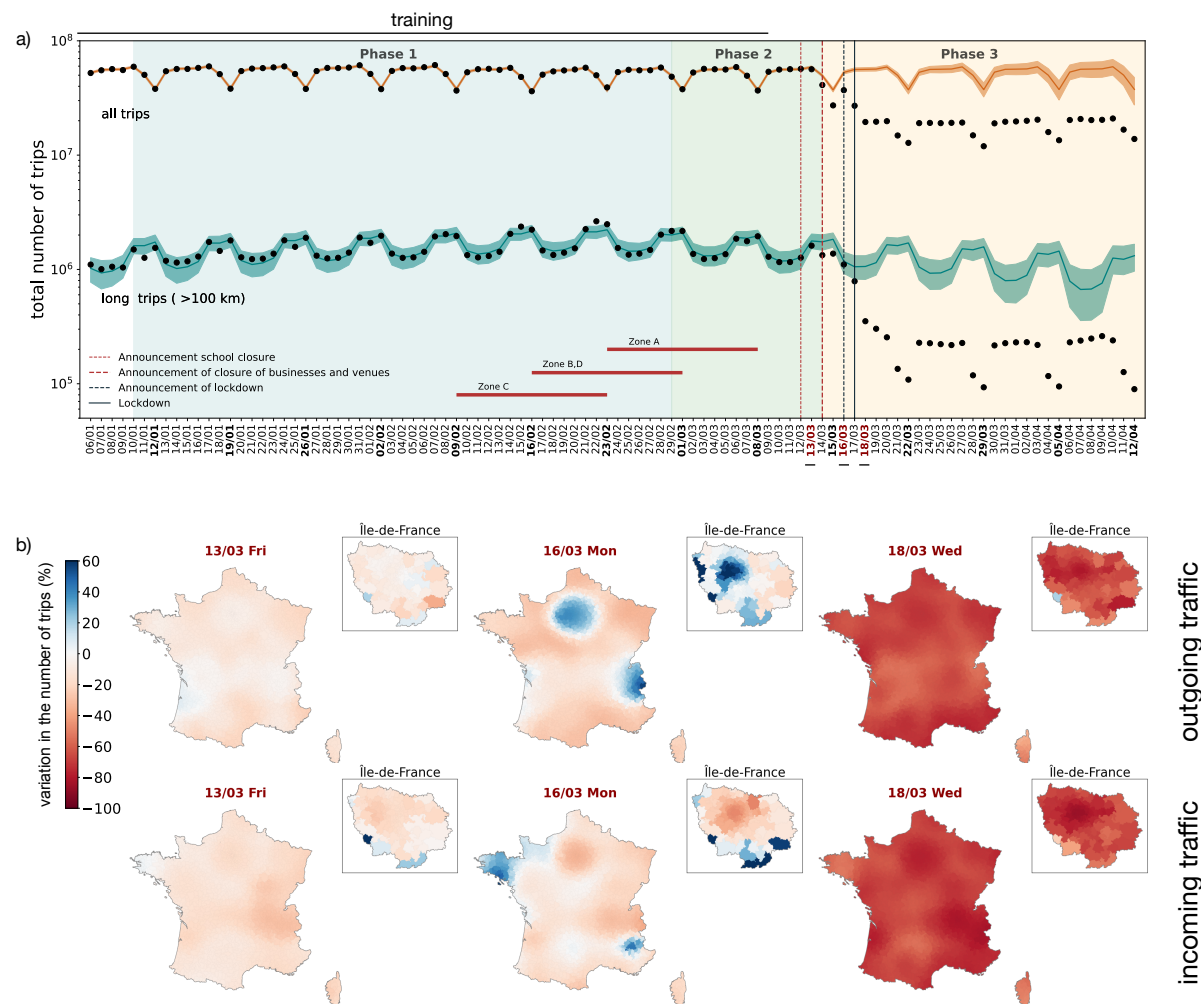 training
a)
10⁸
Phase 1
Phase 2
Phase 3
all trips
10⁷
total number of trips
10⁶
long trips ( >100 km)
Zone A
Zone B,D
Zone C
Announcement school closure
Announcement of closure of businesses and venues
Announcement of lockdown
Lockdown
10⁵
06/01 07/01 08/01 09/01 10/01 11/01 12/01 13/01 14/01 15/01 16/01 17/01 18/01 19/01 20/01 21/01 22/01 23/01 24/01 25/01 26/01 27/01 28/01 29/01 30/01 31/01 01/02 02/02 03/02 04/02 05/02 06/02 07/02 08/02 09/02 10/02 11/02 12/02 13/02 14/02 15/02 16/02 17/02 18/02 19/02 20/02 21/02 22/02 23/02 24/02 25/02 26/02 27/02 28/02 29/02 01/03 02/03 03/03 04/03 05/03 06/03 07/03 08/03 09/03 10/03 11/03 12/03 13/03 14/03 15/03 16/03 17/03 18/03 19/03 20/03 21/03 22/03 23/03 24/03 25/03 26/03 27/03 28/03 29/03 30/03 31/03 01/04 02/04 03/04 04/04 05/04 06/04 07/04 08/04 09/04 10/04 11/04 12/04
b)
variation in the number of trips (%)
60
40
20
0
−20
−40
−60
−80
−100
13/03 Fri
Île-de-France
16/03 Mon
Île-de-France
18/03 Wed
Île-de-France
outgoing traffic
13/03 Fri
Île-de-France
16/03 Mon
Île-de-France
18/03 Wed
Île-de-France
incoming traffic